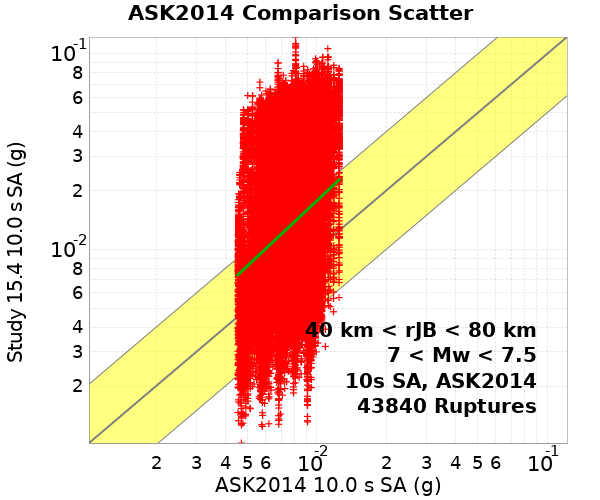 ASK2014 Comparison Scatter
10-1
8
6
4
3
2
10-2
8
6
4
3
2
Study 15.4 10.0 s SA (g)
40 km < rJB < 80 km
7 < Mw < 7.5
10s SA, ASK2014
43840 Ruptures
2 3 4 5 6 10-2 2 3 4 5 6 10-1
ASK2014 10.0 s SA (g)